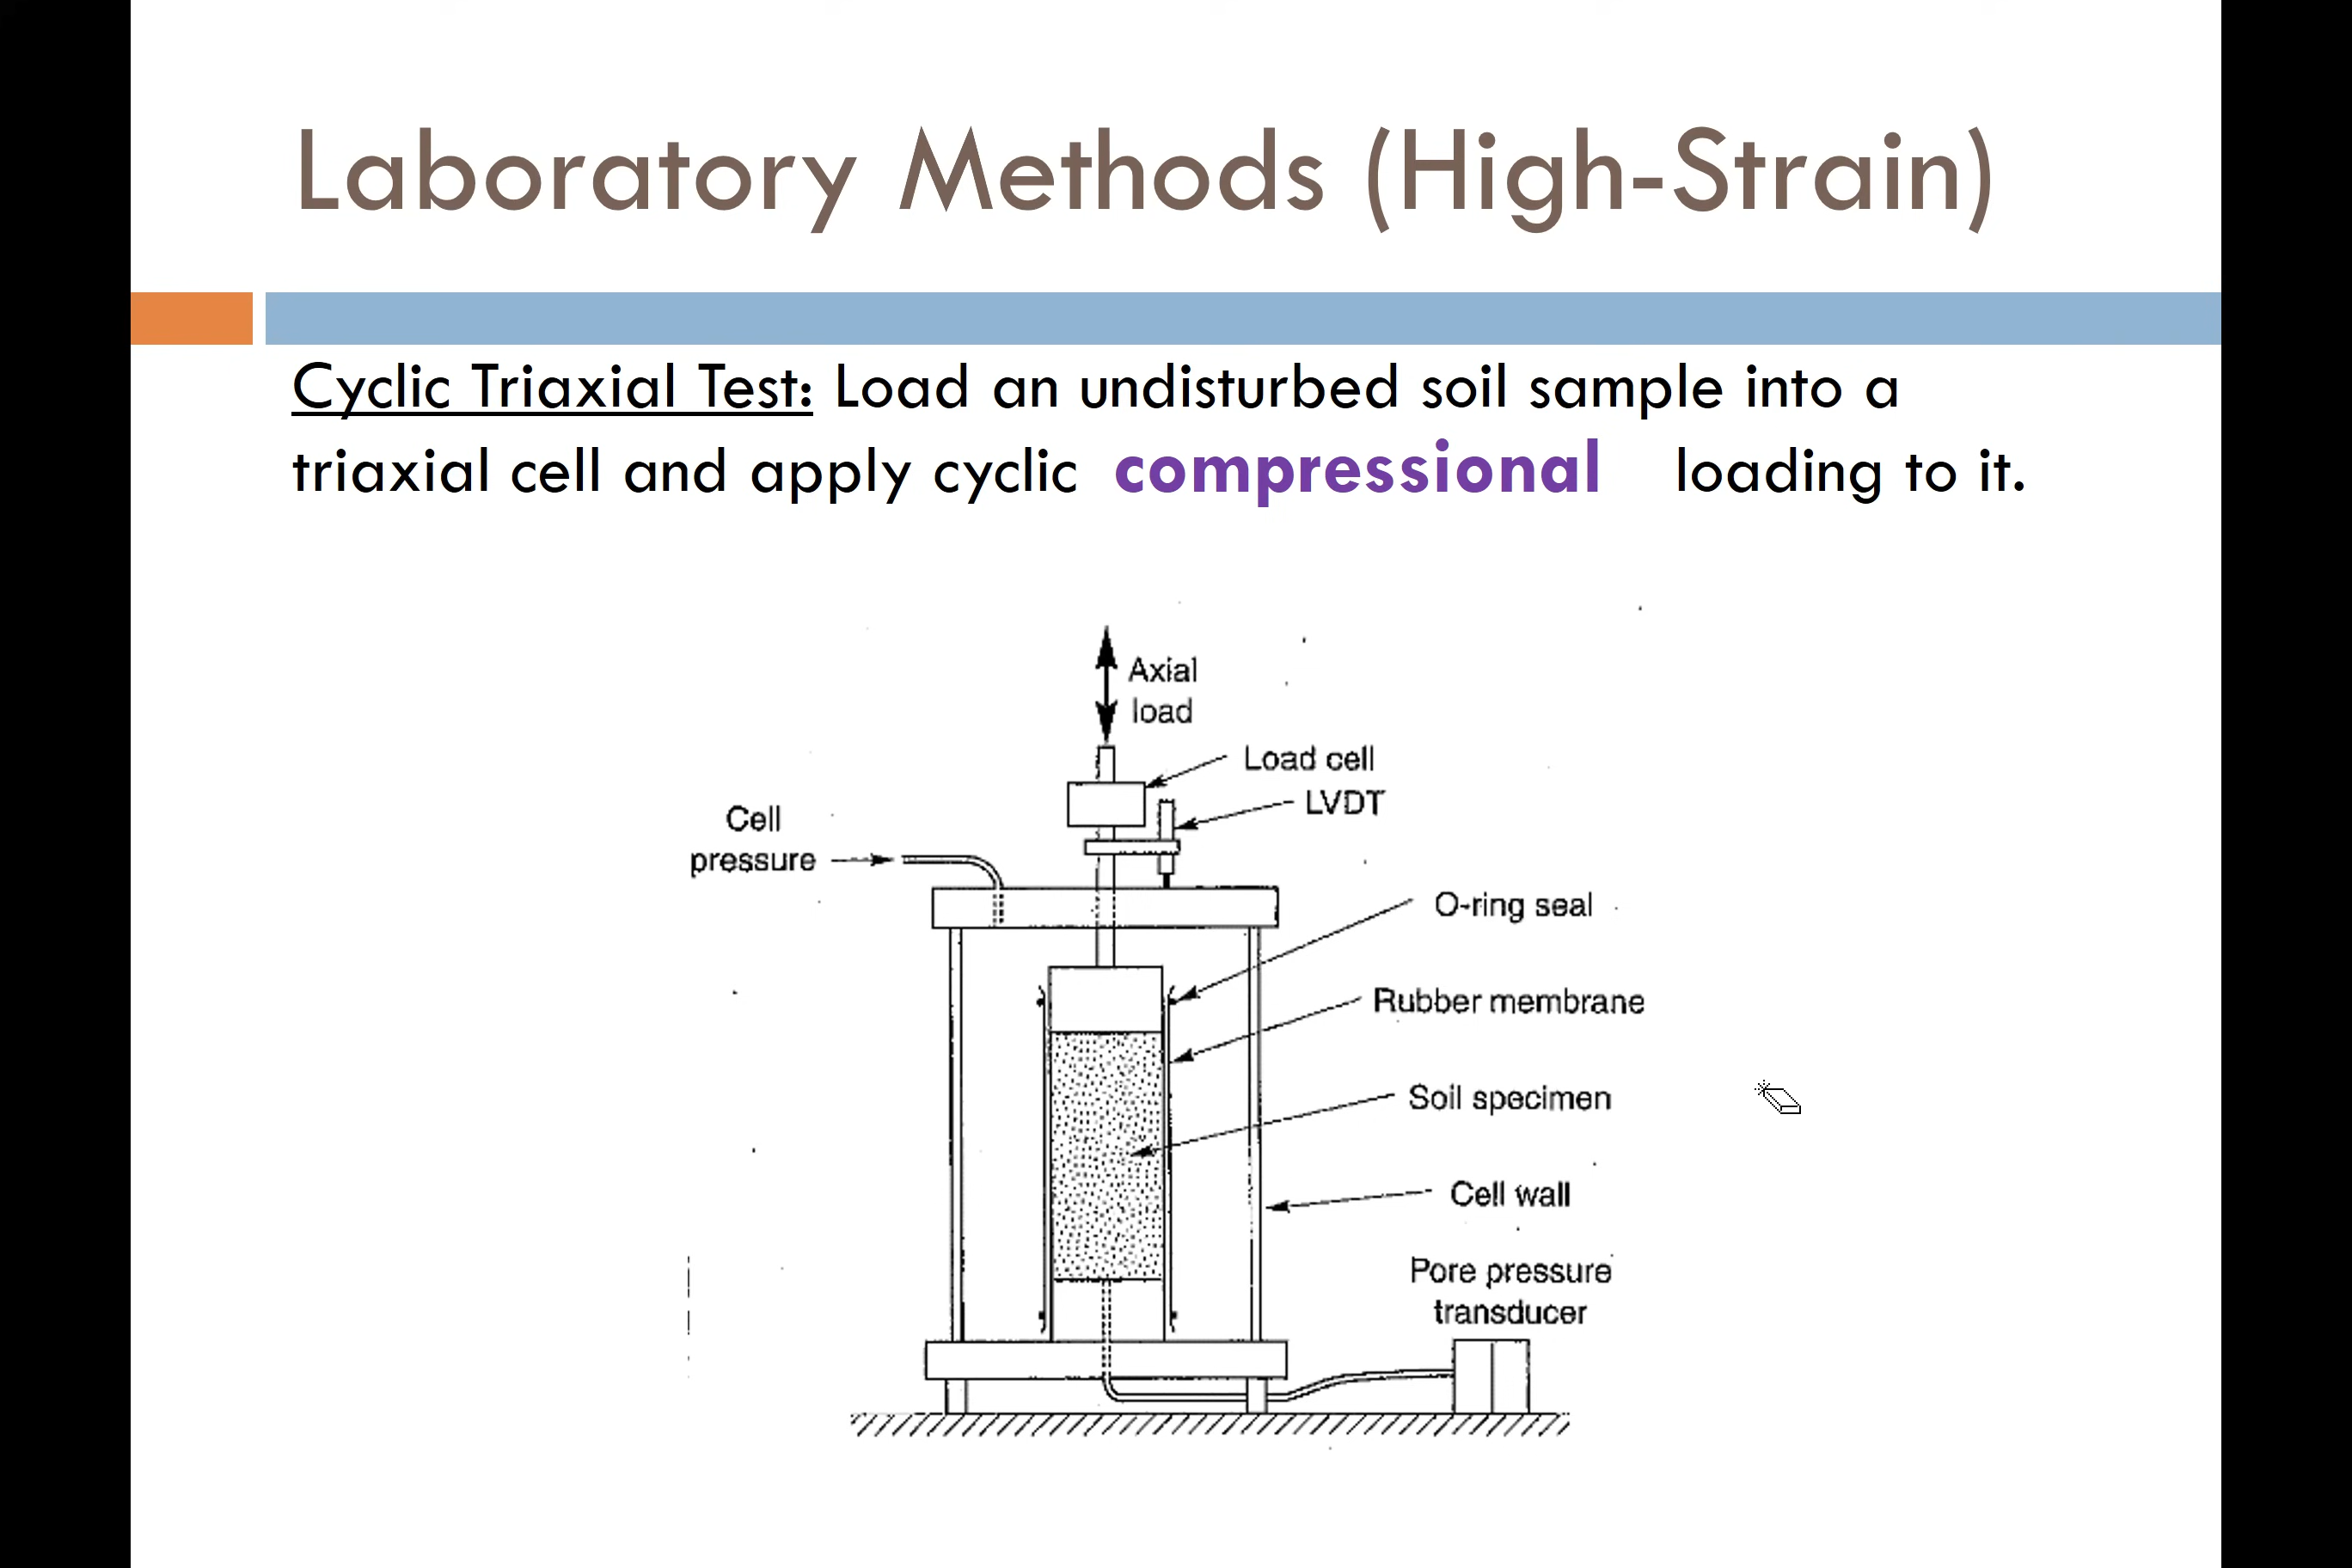 Laboratory Methods (High-Strain)
Cyclic Triaxial Test: Load an undisturbed soil sample into a
triaxial cell and apply cyclic compressional loading to it.
Axial
load
Load cell
LVDT
Cell
pressure
O-ring seal
Rubber membrane
Soil specimen
Cell wall
Pore pressure
transducer